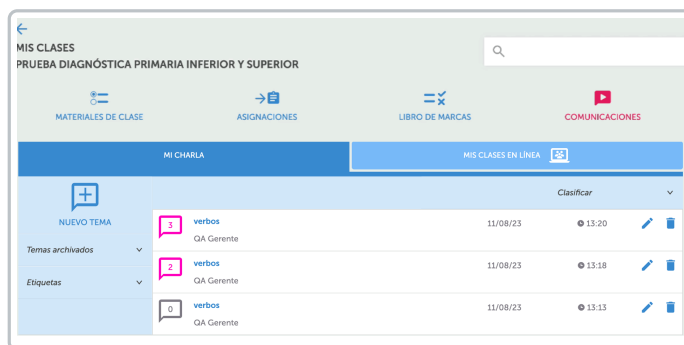 MIS CLASES
PRUEBA DIAGNÓSTICA PRIMARIA INFERIOR Y SUPERIOR
MATERIALES DE CLASE
ASIGNACIONES
LIBRO DE MARCAS
COMUNICACIONES
MI CHARLA
MIS CLASES EN LÍNEA
NUEVO TEMA
Temas archivados
Etiquetas
Clasificar
3 verbos 11/08/23 13:20
QA Gerente
2 verbos 11/08/23 13:18
QA Gerente
0 verbos 11/08/23 13:13
QA Gerente